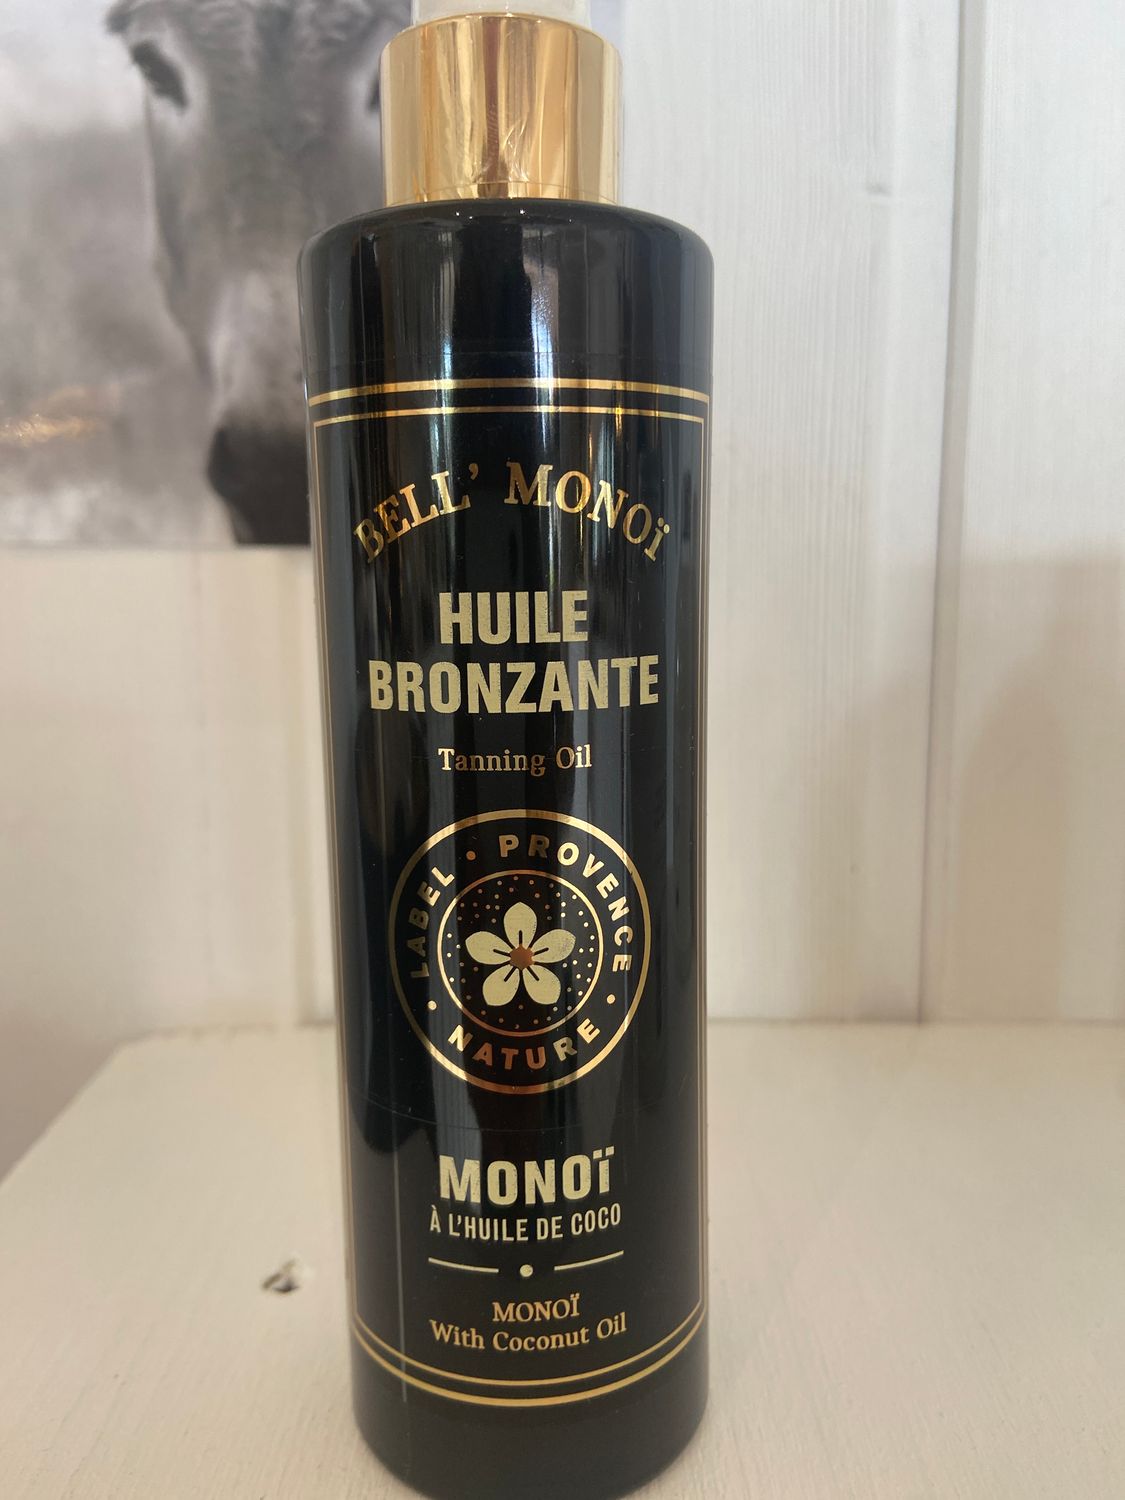 BELL' MONOÏ
HUILE
BRONZANTE
Tanning Oil
LABEL • PROVENCE • NATURE •
MONOÏ
À L'HUILE DE COCO
MONOÏ
With Coconut Oil